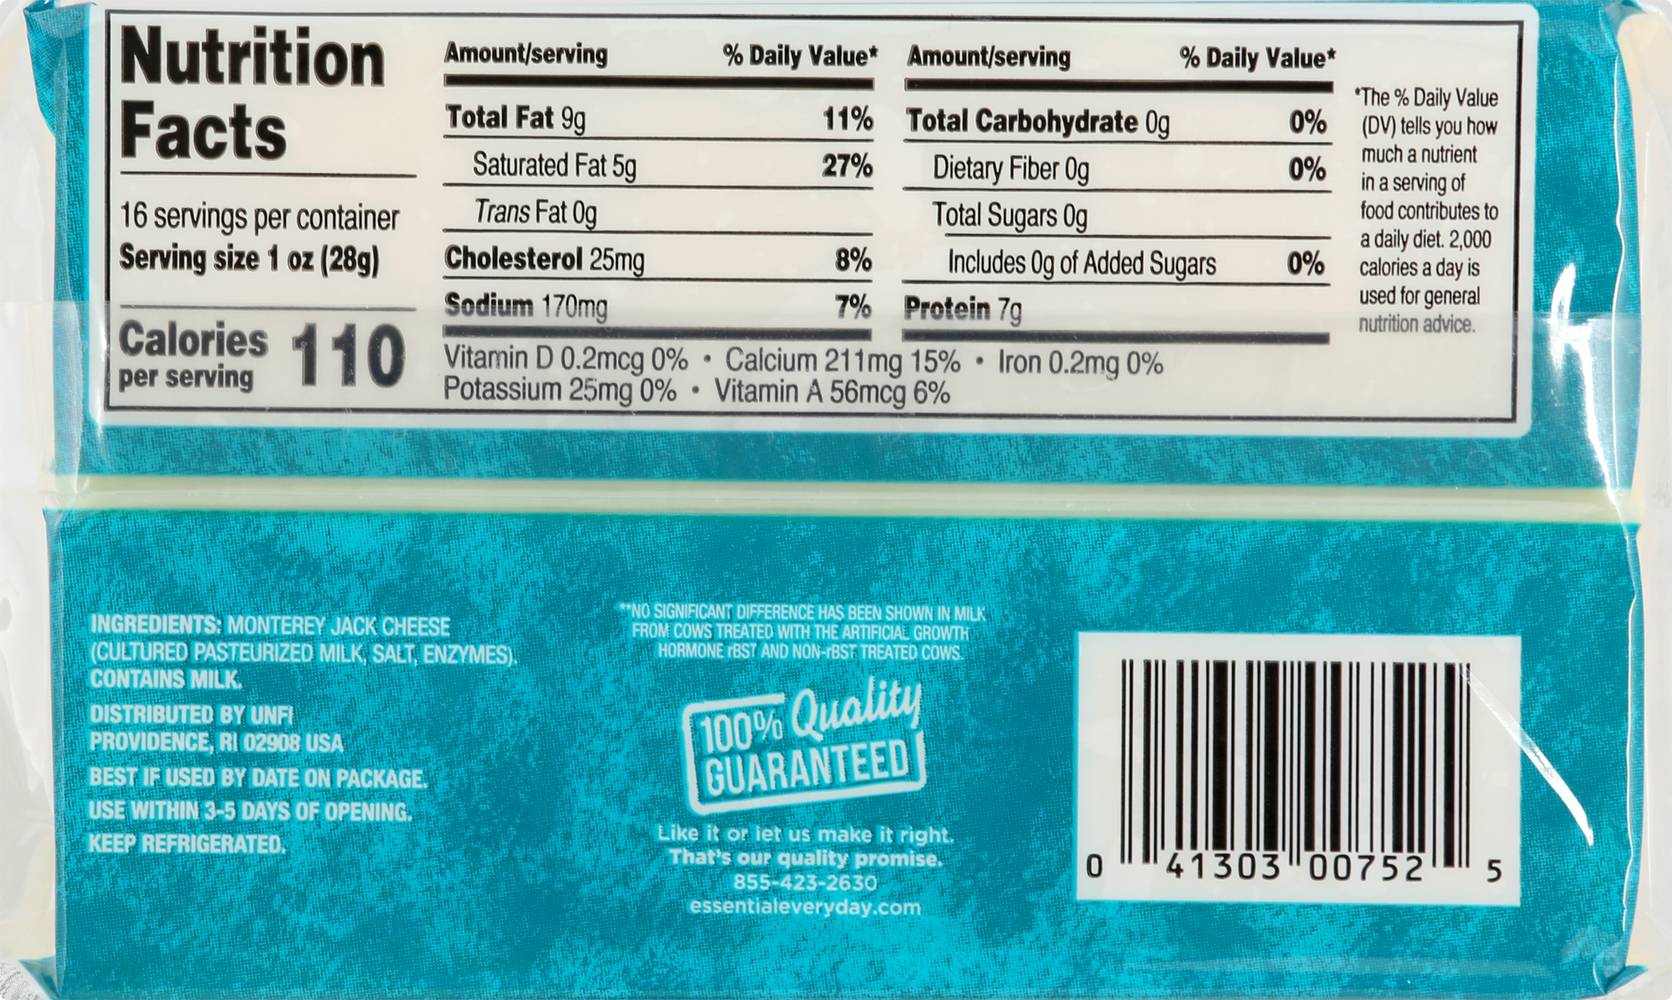 Nutrition
Facts
16 servings per container
Serving size 1 oz (28g)
Calories 110
per serving
Amount/serving % Daily Value*
Total Fat 9g 11%
Saturated Fat 5g 27%
Trans Fat 0g
Cholesterol 25mg 8%
Sodium 170mg 7%
Amount/serving % Daily Value*
Total Carbohydrate 0g 0%
Dietary Fiber 0g 0%
Total Sugars 0g
Includes 0g of Added Sugars 0%
Protein 7g
Vitamin D 0.2mcg 0% • Calcium 211mg 15% • Iron 0.2mg 0%
Potassium 25mg 0% • Vitamin A 56mcg 6%
*The % Daily Value
(DV) tells you how
much a nutrient
in a serving of
food contributes to
a daily diet. 2,000
calories a day is
used for general
nutrition advice.
INGREDIENTS: MONTEREY JACK CHEESE
(CULTURED PASTEURIZED MILK, SALT, ENZYMES).
CONTAINS MILK.
DISTRIBUTED BY UNFI
PROVIDENCE, RI 02908 USA
BEST IF USED BY DATE ON PACKAGE.
USE WITHIN 3-5 DAYS OF OPENING.
KEEP REFRIGERATED.
**NO SIGNIFICANT DIFFERENCE HAS BEEN SHOWN IN MILK
FROM COWS TREATED WITH THE ARTIFICIAL GROWTH
HORMONE rBST AND NON-rBST TREATED COWS.
100% Quality
GUARANTEED
Like it or let us make it right.
That's our quality promise.
855-423-2630
essentialeveryday.com
0 41303 00752 5